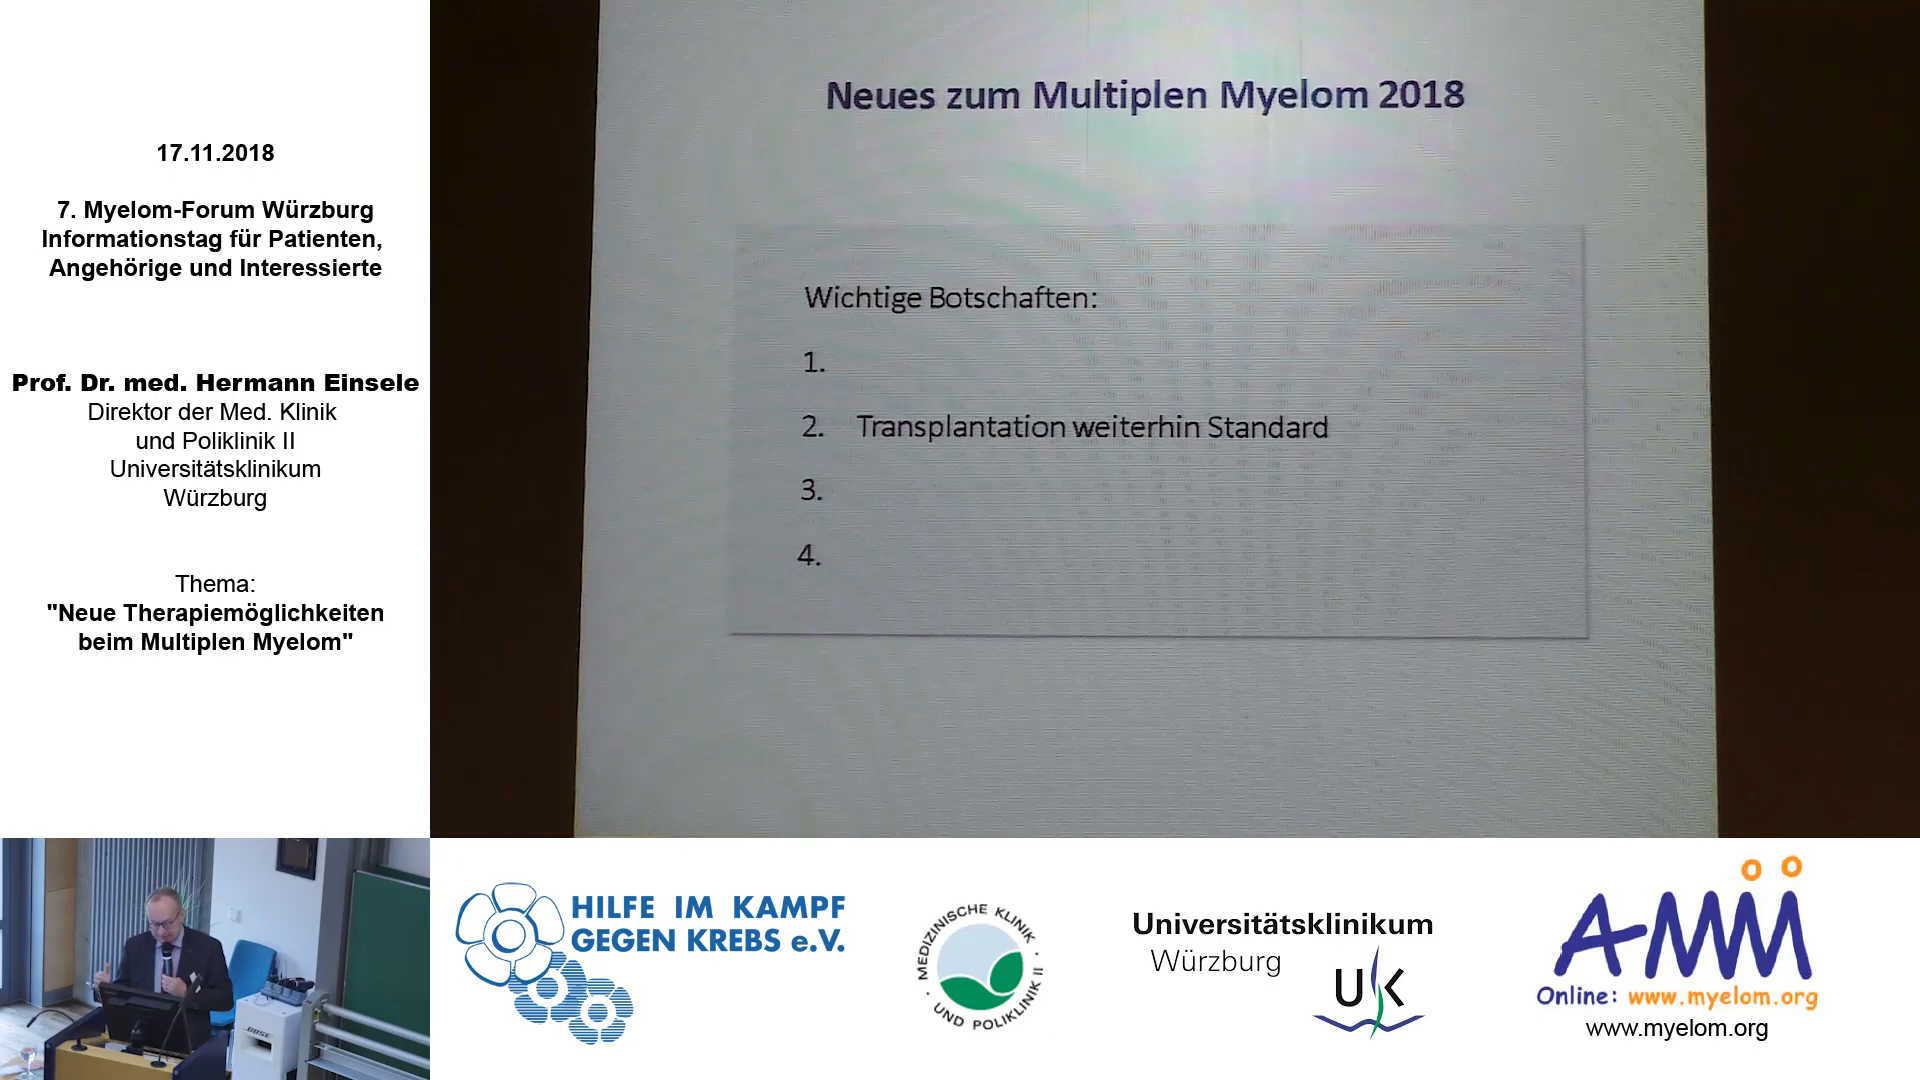 17.11.2018
7. Myelom-Forum Würzburg
Informationstag für Patienten,
Angehörige und Interessierte
Prof. Dr. med. Hermann Einsele
Direktor der Med. Klinik
und Poliklinik II
Universitätsklinikum
Würzburg
Thema:
"Neue Therapiemöglichkeiten
beim Multiplen Myelom"
Neues zum Multiplen Myelom 2018
Wichtige Botschaften:
1.
2. Transplantation weiterhin Standard
3.
4.
BOSE
HILFE IM KAMPF
GEGEN KREBS e.V.
MEDIZINISCHE KLINIK
UND POLIKLINIK II
Universitätsklinikum
Würzburg
UK
AMM
Online: www.myelom.org
www.myelom.org